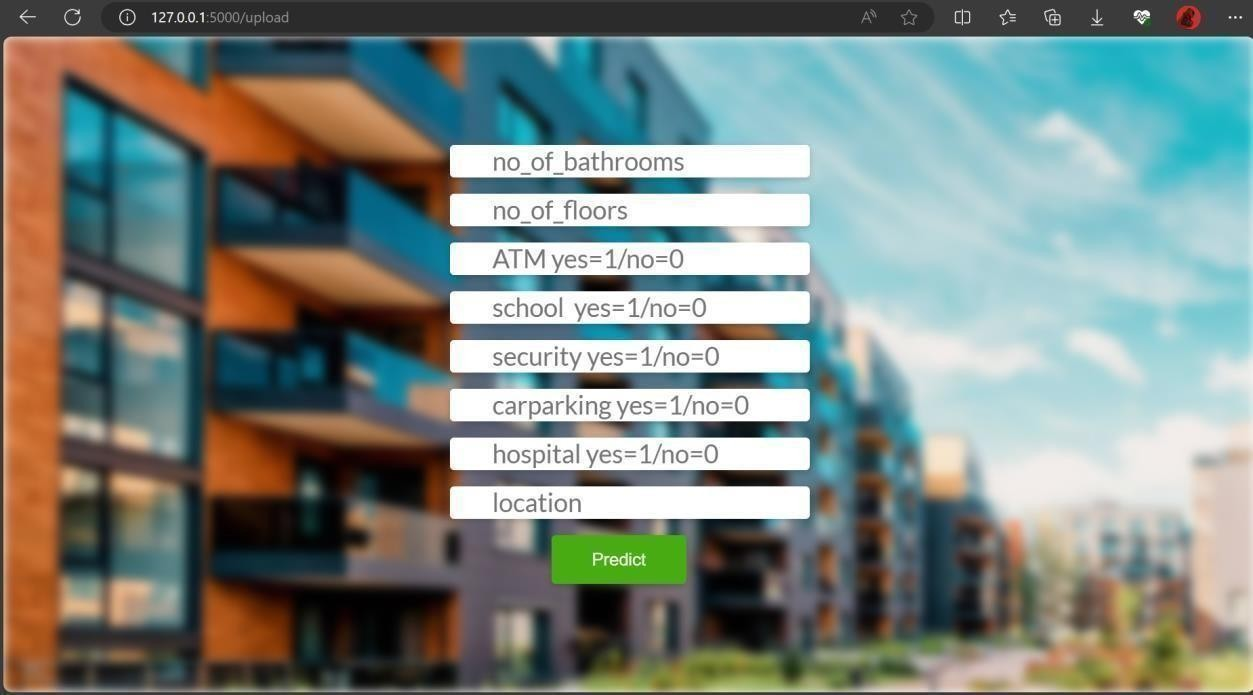 127.0.0.1:5000/upload
no_of_bathrooms
no_of_floors
ATM yes=1/no=0
school  yes=1/no=0
security yes=1/no=0
carparking yes=1/no=0
hospital yes=1/no=0
location
Predict